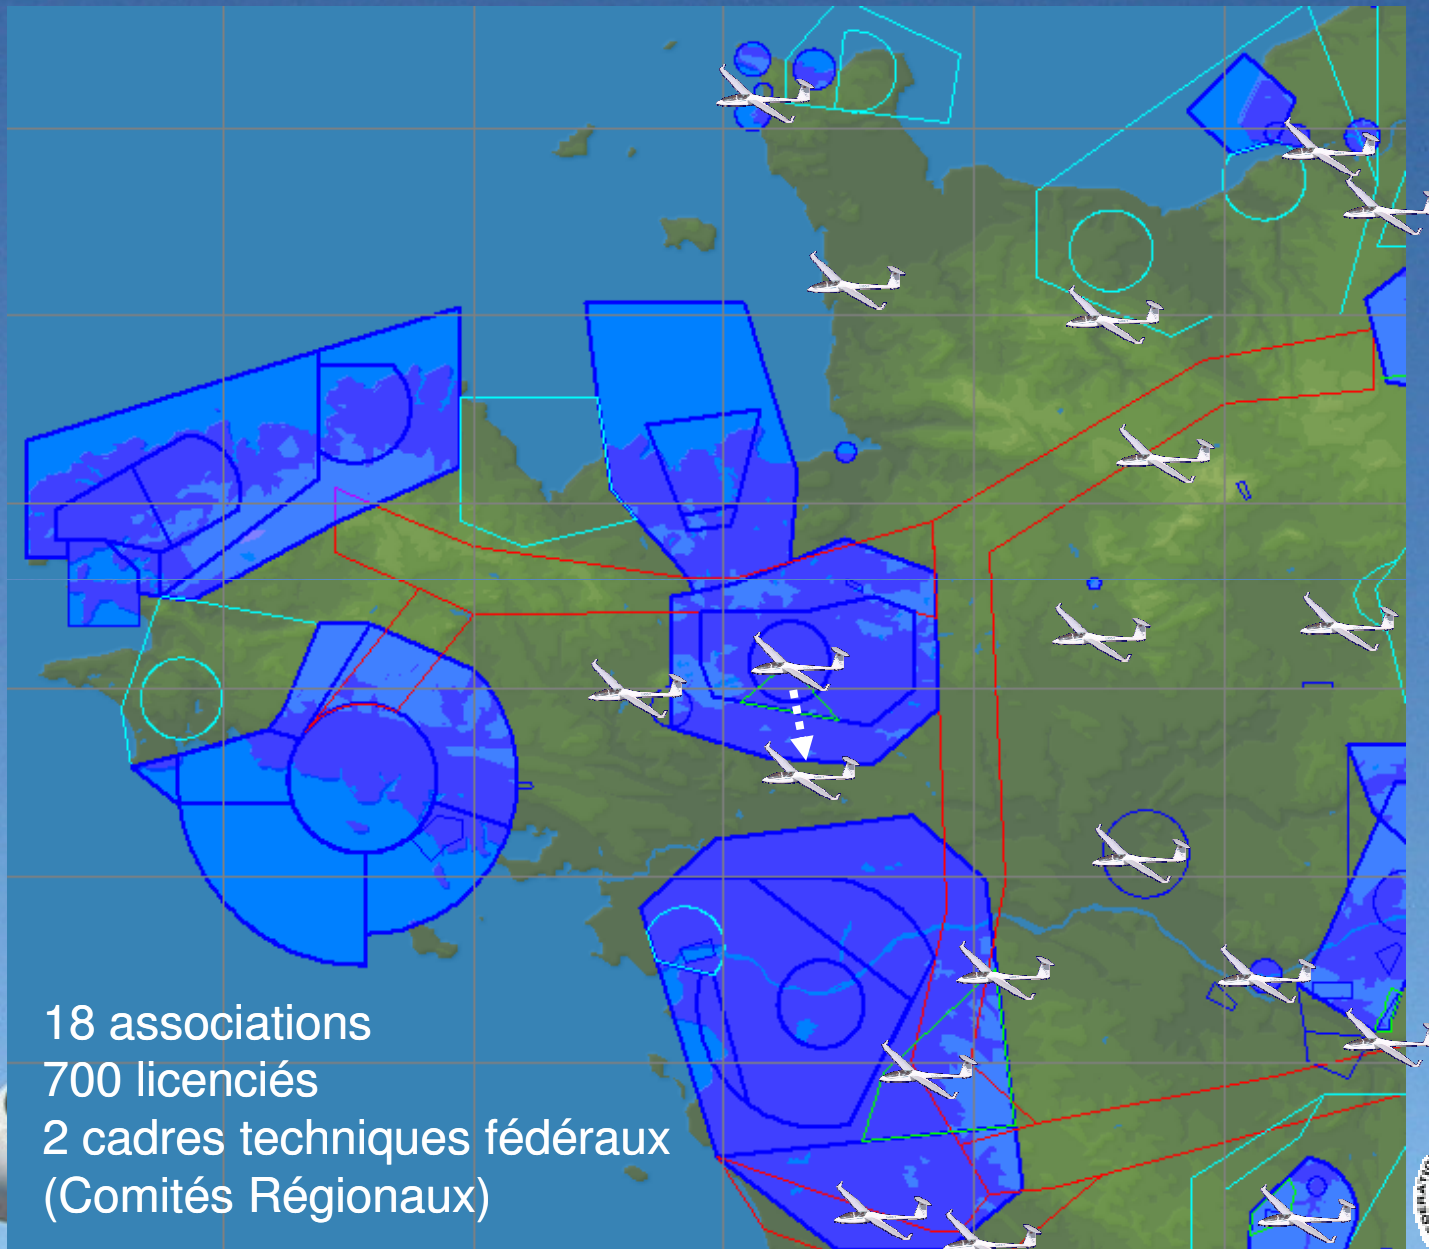 18 associations
700 licenciés
2 cadres techniques fédéraux
(Comités Régionaux)